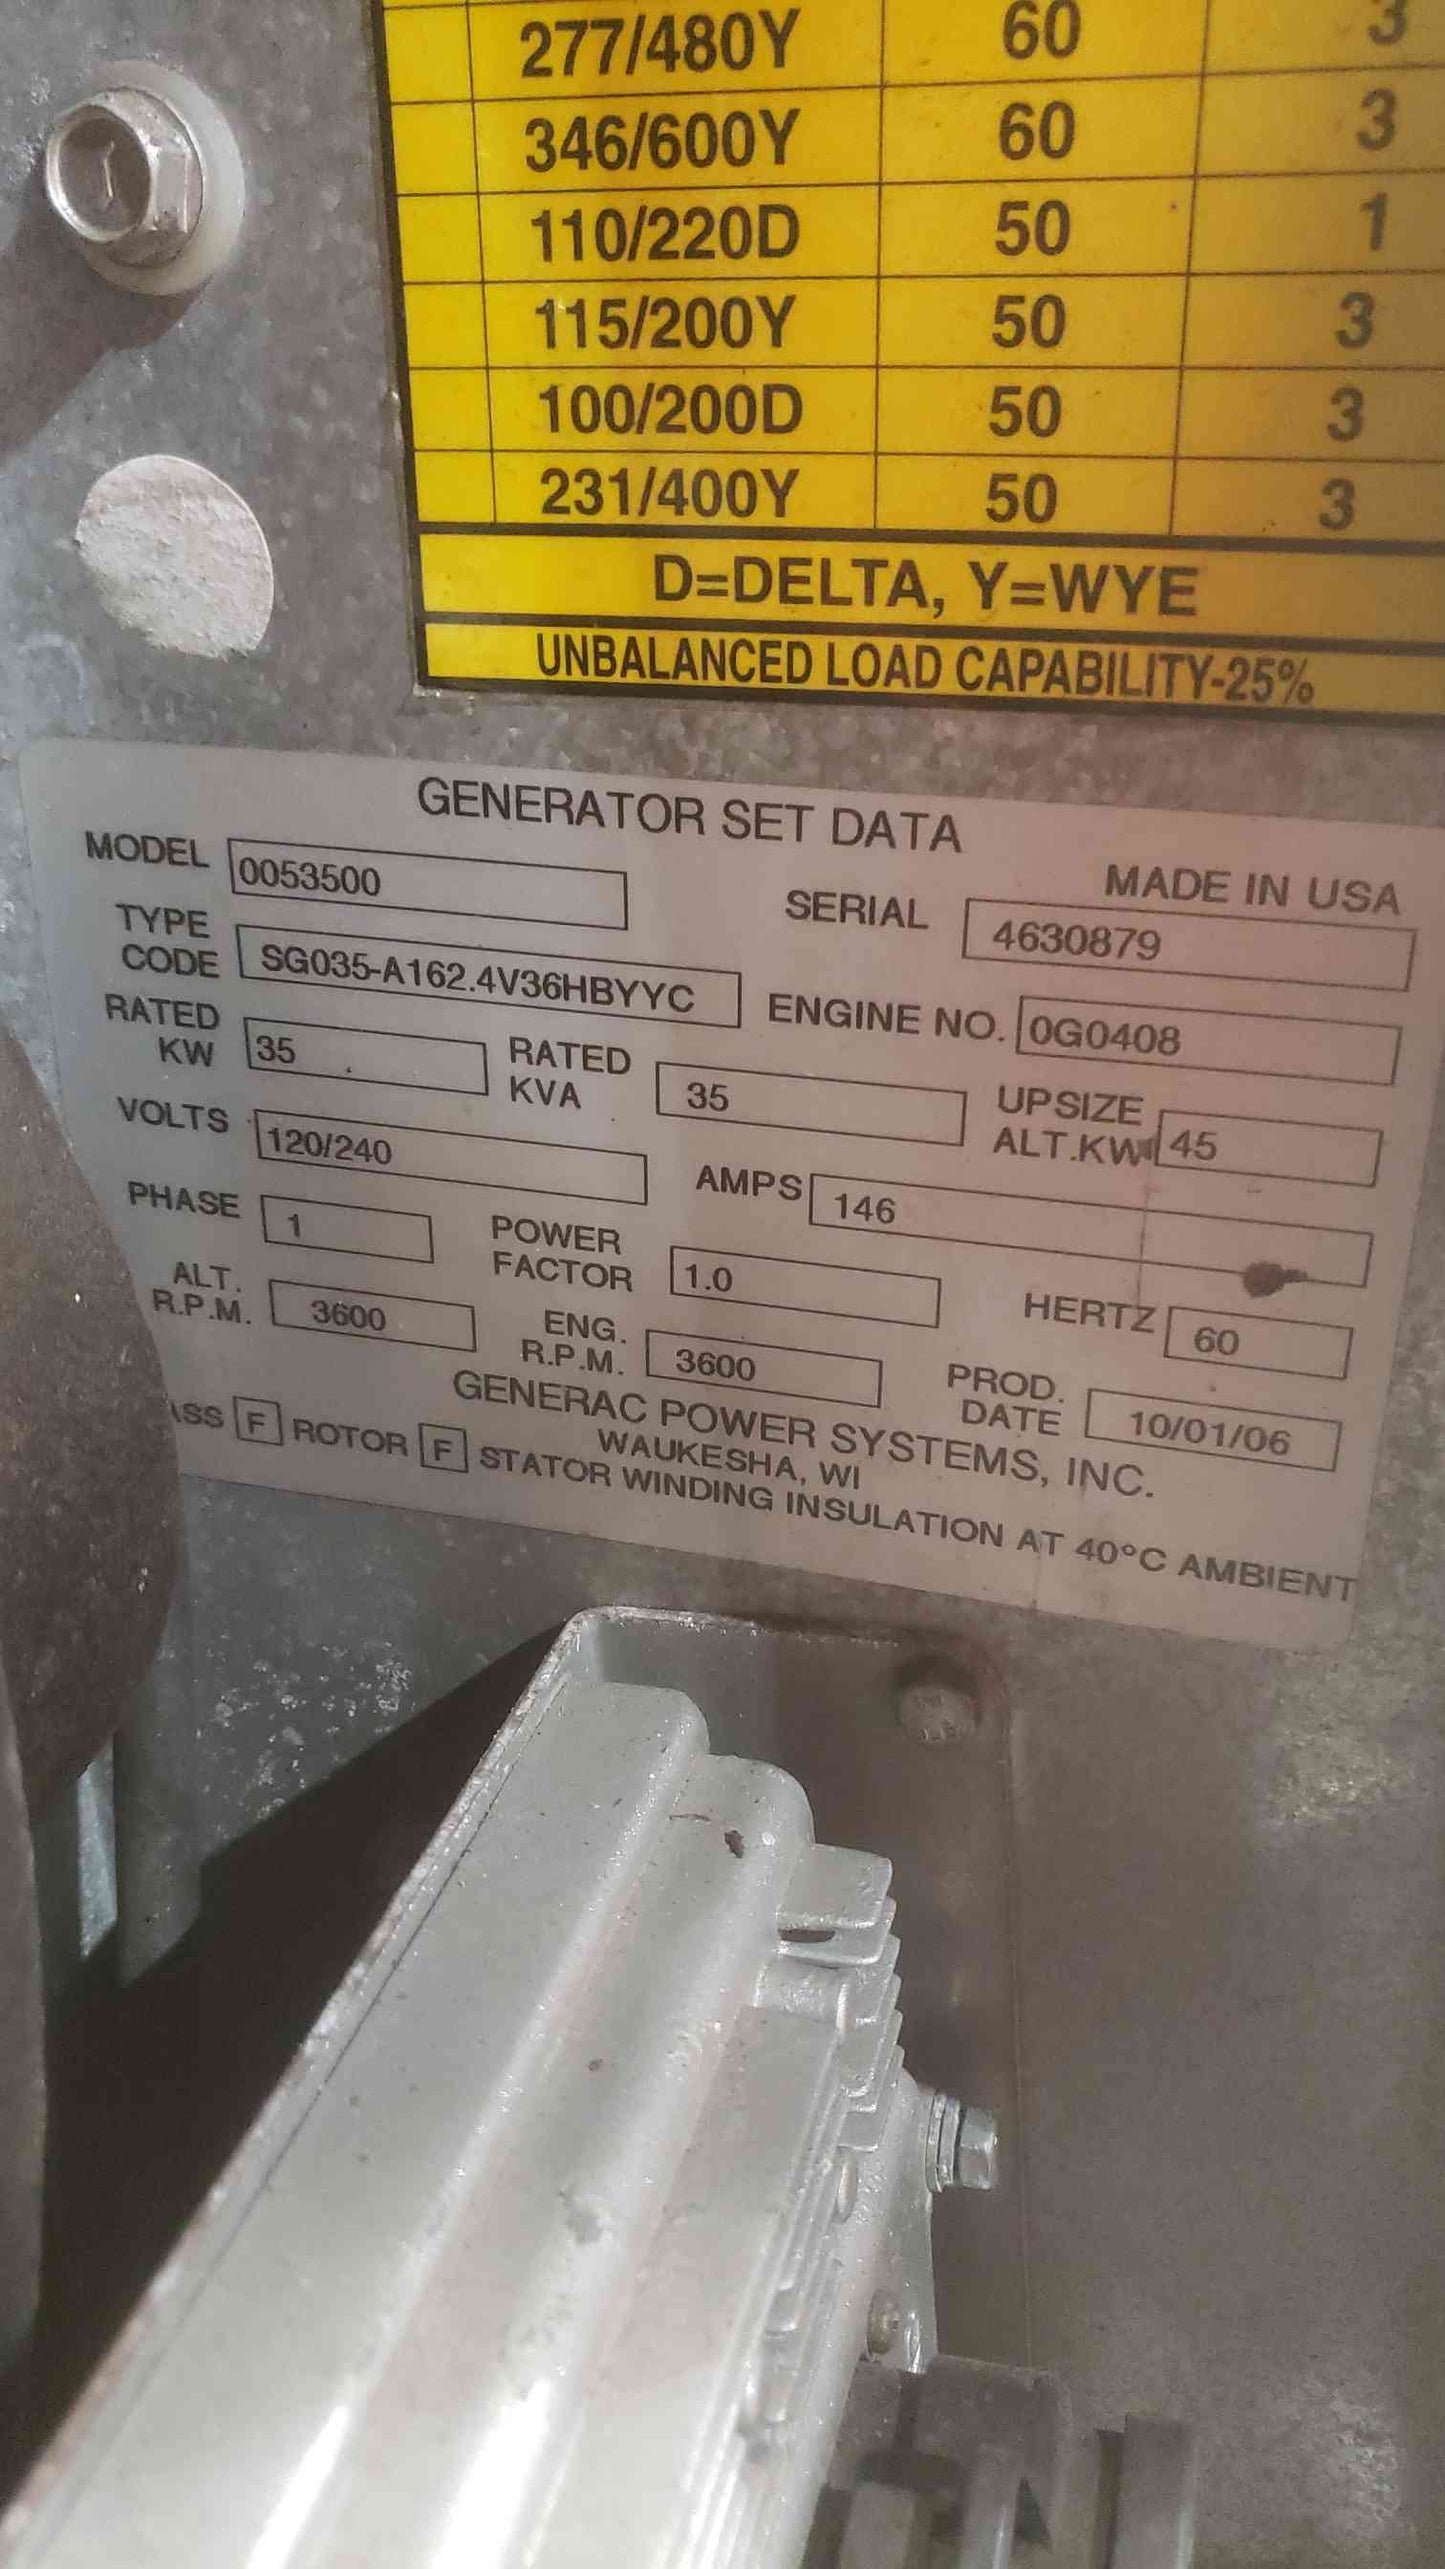 277/480Y 60 3
346/600Y 60 3
110/220D 50 1
115/200Y 50 3
100/200D 50 3
231/400Y 50 3
D=DELTA, Y=WYE
UNBALANCED LOAD CAPABILITY-25%
GENERATOR SET DATA
MADE IN USA
MODEL 0053500 SERIAL 4630879
TYPE CODE SG035-A162.4V36HBYYC ENGINE NO. 0G0408
RATED KW 35 RATED KVA 35 UPSIZE ALT.KW 45
VOLTS 120/240 AMPS 146
PHASE 1 POWER FACTOR 1.0 HERTZ 60
ALT. R.P.M. 3600 ENG. R.P.M. 3600 PROD. DATE 10/01/06
GENERAC POWER SYSTEMS, INC.
WAUKESHA, WI
F ROTOR F STATOR WINDING INSULATION AT 40°C AMBIENT